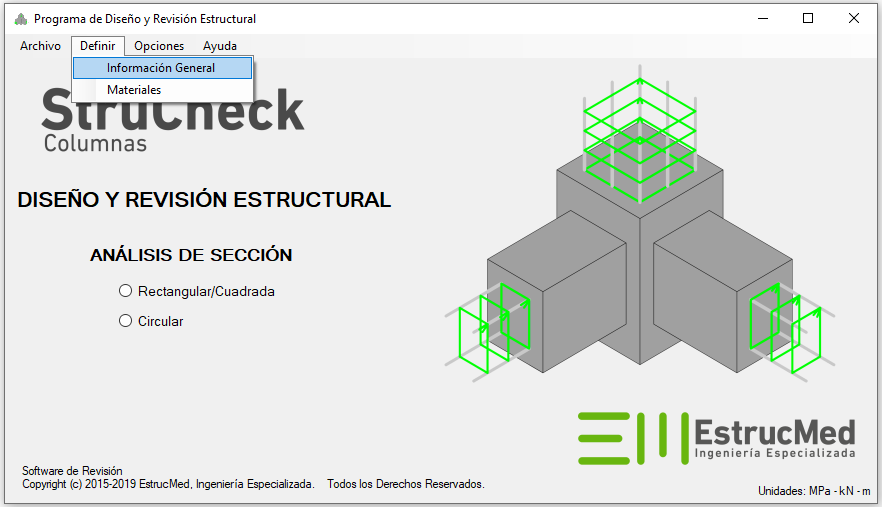 Programa de Diseño y Revisión Estructural
Archivo Definir Opciones Ayuda
Información General
Materiales
StruCheck
Columnas
DISEÑO Y REVISIÓN ESTRUCTURAL
ANÁLISIS DE SECCIÓN
Rectangular/Cuadrada
Circular
EstrucMed
Ingeniería Especializada
Software de Revisión
Copyright (c) 2015-2019 EstrucMed, Ingeniería Especializada. Todos los Derechos Reservados.
Unidades: MPa - kN - m